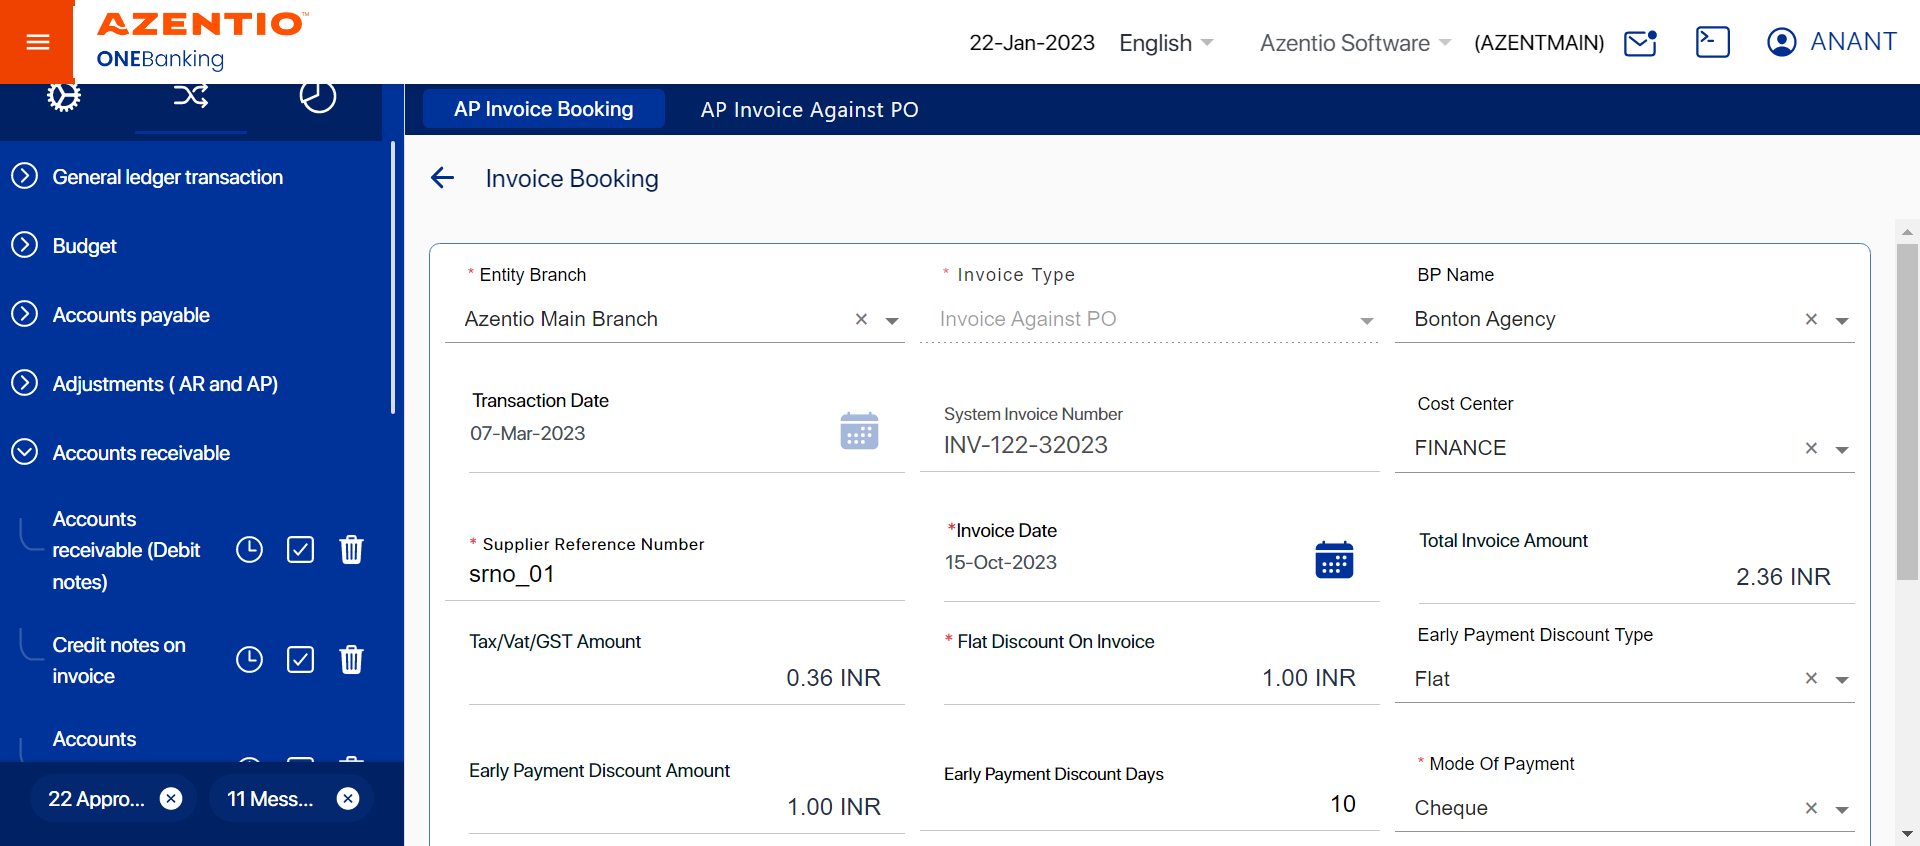 AZENTIO™
ONEBanking
22-Jan-2023
English
Azentio Software
(AZENTMAIN)
ANANT
General ledger transaction
Budget
Accounts payable
Adjustments ( AR and AP)
Accounts receivable
Accounts
receivable (Debit
notes)
Credit notes on
invoice
Accounts
22 Appro...
11 Mess...
AP Invoice Booking
AP Invoice Against PO
Invoice Booking
* Entity Branch
Azentio Main Branch
* Invoice Type
Invoice Against PO
BP Name
Bonton Agency
Transaction Date
07-Mar-2023
System Invoice Number
INV-122-32023
Cost Center
FINANCE
* Supplier Reference Number
srno_01
*Invoice Date
15-Oct-2023
Total Invoice Amount
2.36 INR
Tax/Vat/GST Amount
0.36 INR
* Flat Discount On Invoice
1.00 INR
Early Payment Discount Type
Flat
Early Payment Discount Amount
1.00 INR
Early Payment Discount Days
10
* Mode Of Payment
Cheque